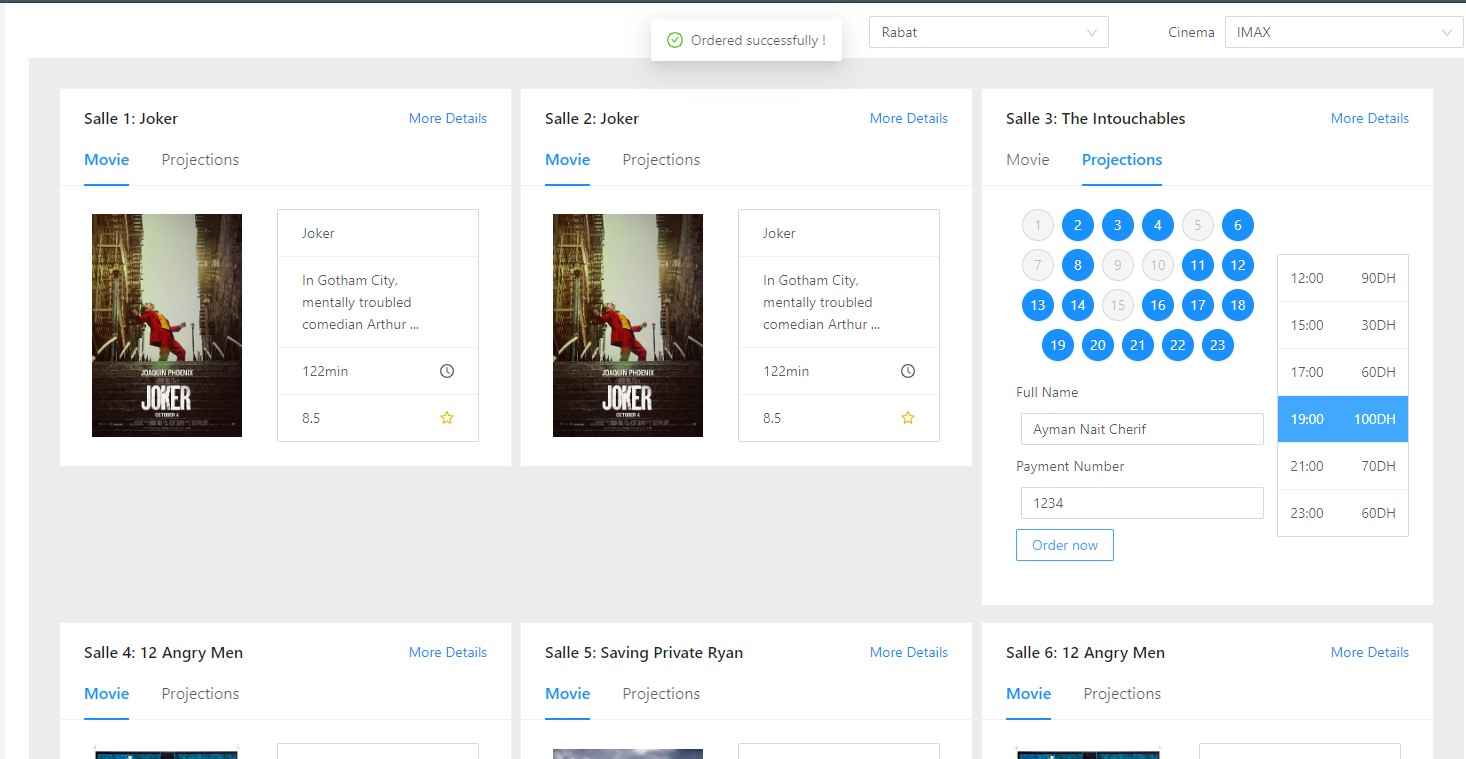 Ordered successfully !
Rabat
Cinema IMAX
Salle 1: Joker More Details
Movie Projections
JOAQUIN PHOENIX
JOKER
OCTOBER 4
Joker
In Gotham City,
mentally troubled
comedian Arthur ...
122min
8.5
Salle 2: Joker More Details
Movie Projections
JOAQUIN PHOENIX
JOKER
OCTOBER 4
Joker
In Gotham City,
mentally troubled
comedian Arthur ...
122min
8.5
Salle 3: The Intouchables More Details
Movie Projections
1 2 3 4 5 6
7 8 9 10 11 12
13 14 15 16 17 18
19 20 21 22 23
Full Name
Ayman Nait Cherif
Payment Number
1234
Order now
12:00 90DH
15:00 30DH
17:00 60DH
19:00 100DH
21:00 70DH
23:00 60DH
Salle 4: 12 Angry Men More Details
Movie Projections
Salle 5: Saving Private Ryan More Details
Movie Projections
Salle 6: 12 Angry Men More Details
Movie Projections